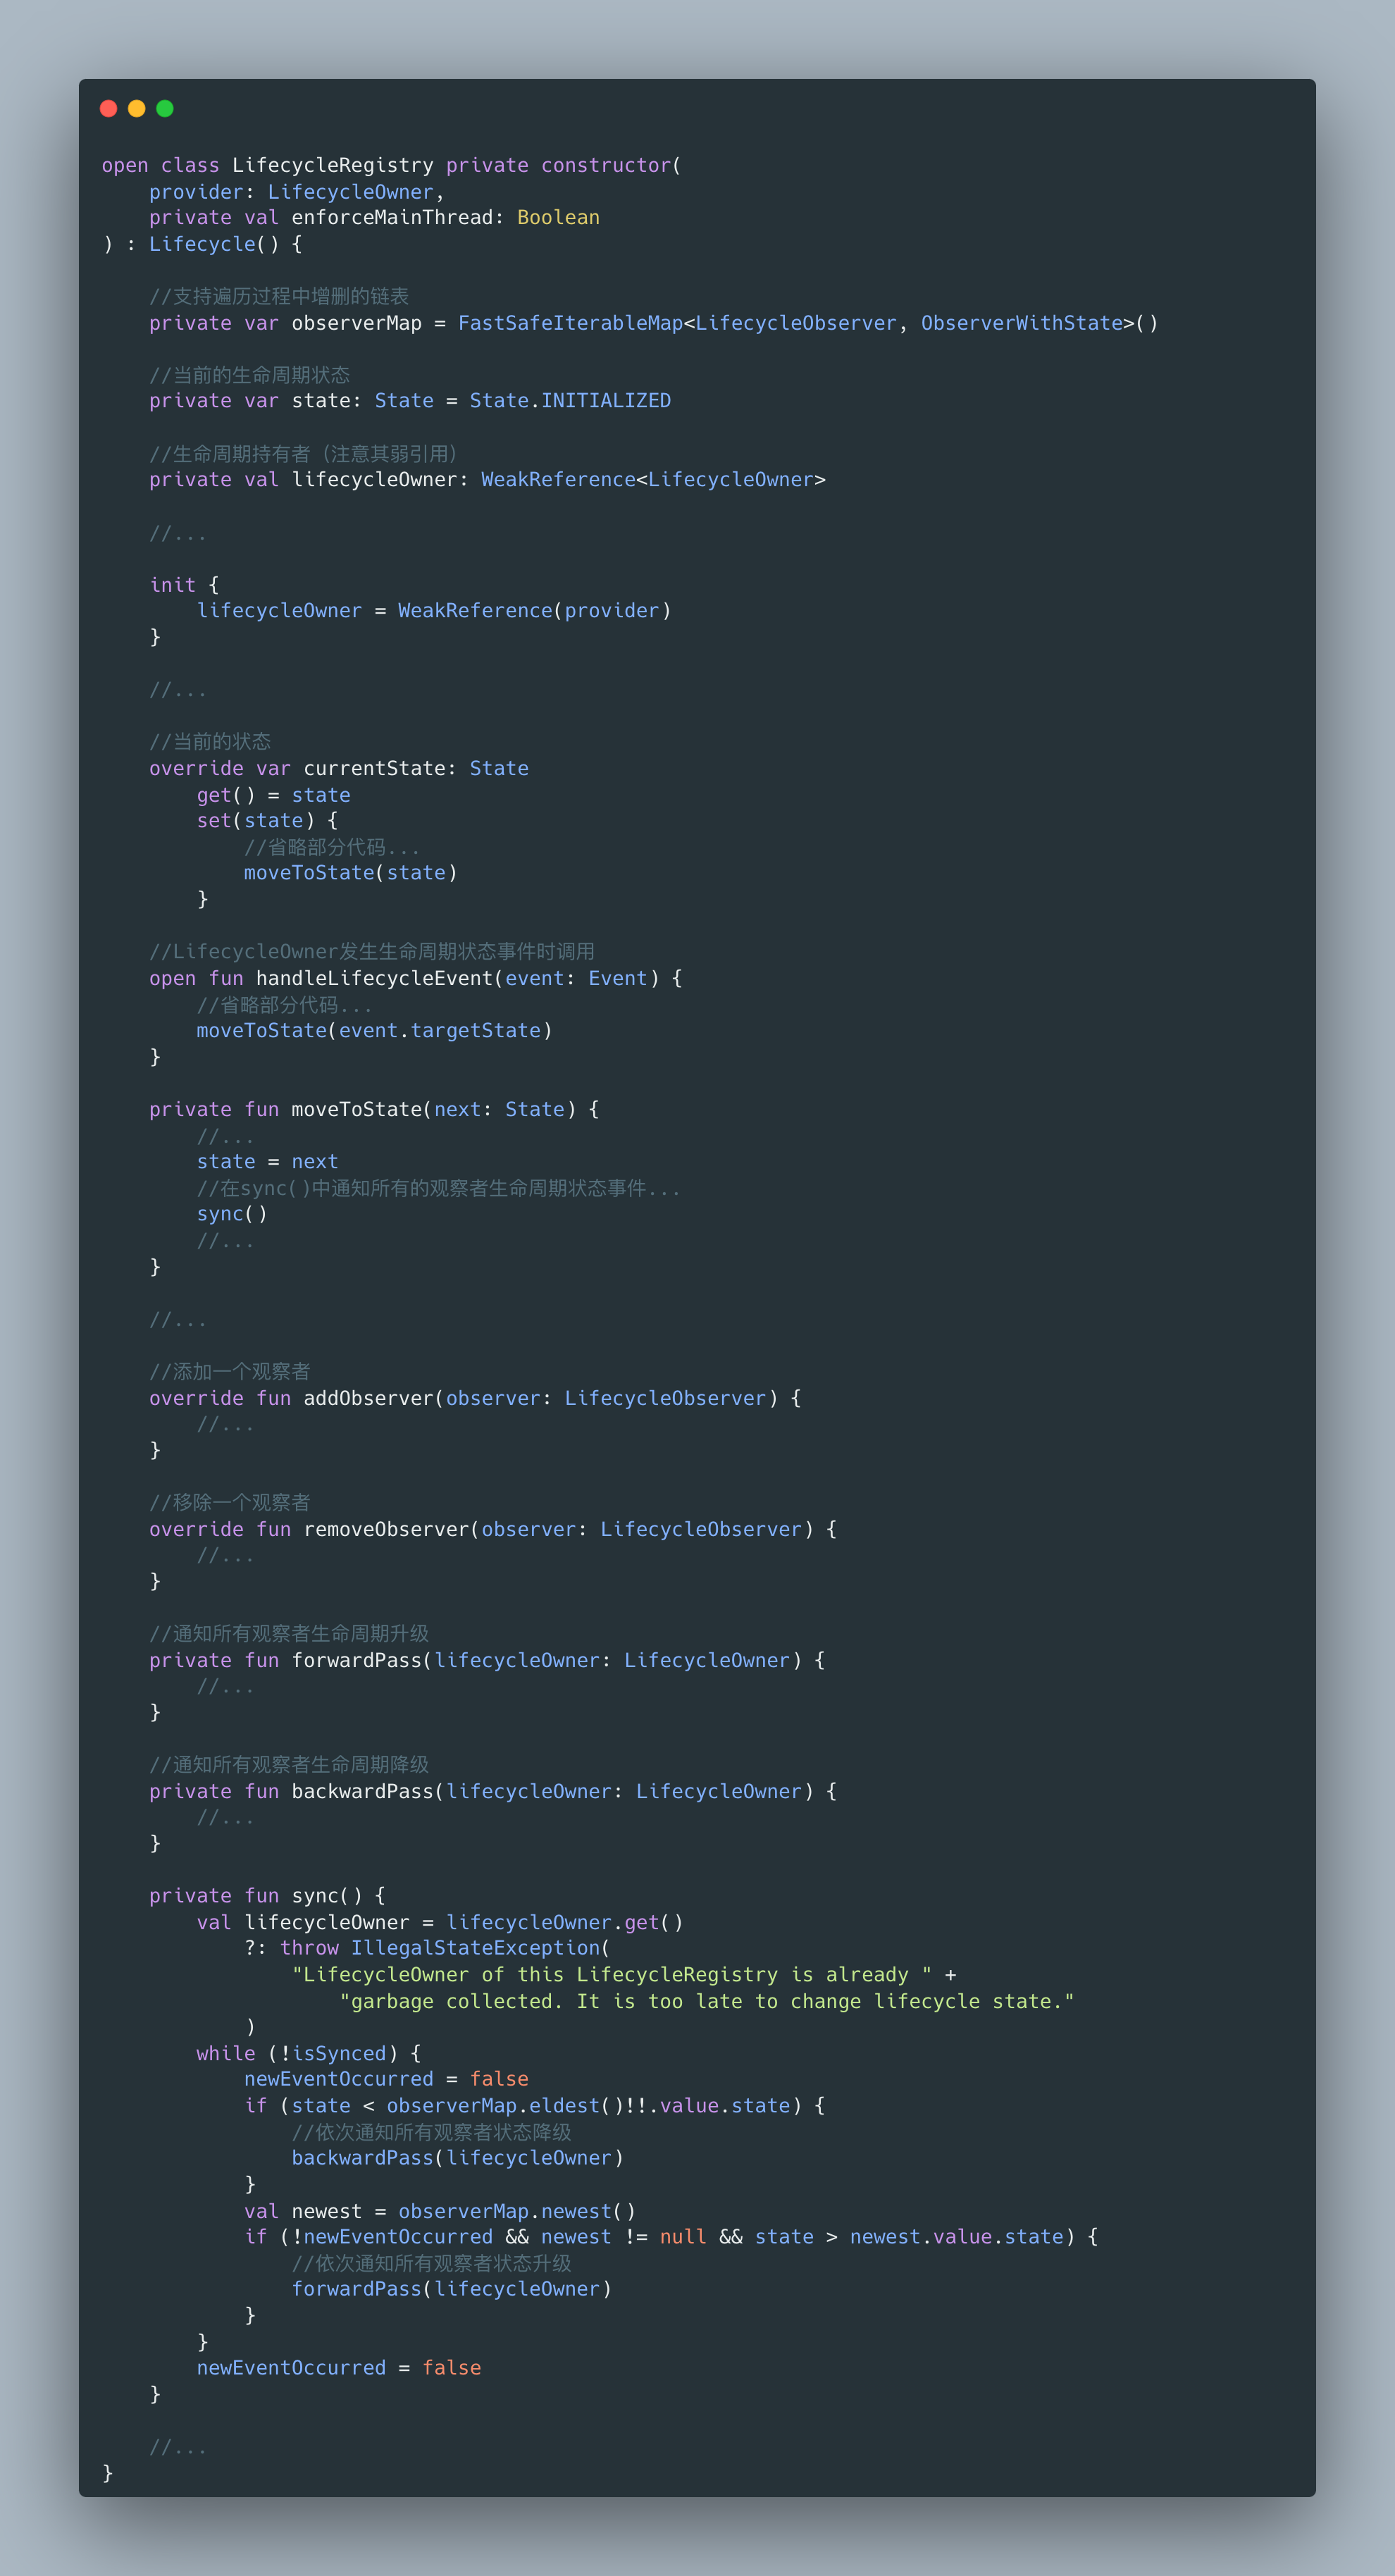 open class LifecycleRegistry private constructor(
    provider: LifecycleOwner,
    private val enforceMainThread: Boolean
) : Lifecycle() {

    //支持遍历过程中增删的链表
    private var observerMap = FastSafeIterableMap<LifecycleObserver, ObserverWithState>()

    //当前的生命周期状态
    private var state: State = State.INITIALIZED

    //生命周期持有者（注意其弱引用）
    private val lifecycleOwner: WeakReference<LifecycleOwner>

    //...

    init {
        lifecycleOwner = WeakReference(provider)
    }

    //...

    //当前的状态
    override var currentState: State
        get() = state
        set(state) {
            //省略部分代码...
            moveToState(state)
        }

    //LifecycleOwner发生生命周期状态事件时调用
    open fun handleLifecycleEvent(event: Event) {
        //省略部分代码...
        moveToState(event.targetState)
    }

    private fun moveToState(next: State) {
        //...
        state = next
        //在sync()中通知所有的观察者生命周期状态事件...
        sync()
        //...
    }

    //...

    //添加一个观察者
    override fun addObserver(observer: LifecycleObserver) {
        //...
    }

    //移除一个观察者
    override fun removeObserver(observer: LifecycleObserver) {
        //...
    }

    //通知所有观察者生命周期升级
    private fun forwardPass(lifecycleOwner: LifecycleOwner) {
        //...
    }

    //通知所有观察者生命周期降级
    private fun backwardPass(lifecycleOwner: LifecycleOwner) {
        //...
    }

    private fun sync() {
        val lifecycleOwner = lifecycleOwner.get()
            ?: throw IllegalStateException(
                "LifecycleOwner of this LifecycleRegistry is already " +
                    "garbage collected. It is too late to change lifecycle state."
            )
        while (!isSynced) {
            newEventOccurred = false
            if (state < observerMap.eldest()!!.value.state) {
                //依次通知所有观察者状态降级
                backwardPass(lifecycleOwner)
            }
            val newest = observerMap.newest()
            if (!newEventOccurred && newest != null && state > newest.value.state) {
                //依次通知所有观察者状态升级
                forwardPass(lifecycleOwner)
            }
        }
        newEventOccurred = false
    }

    //...
}